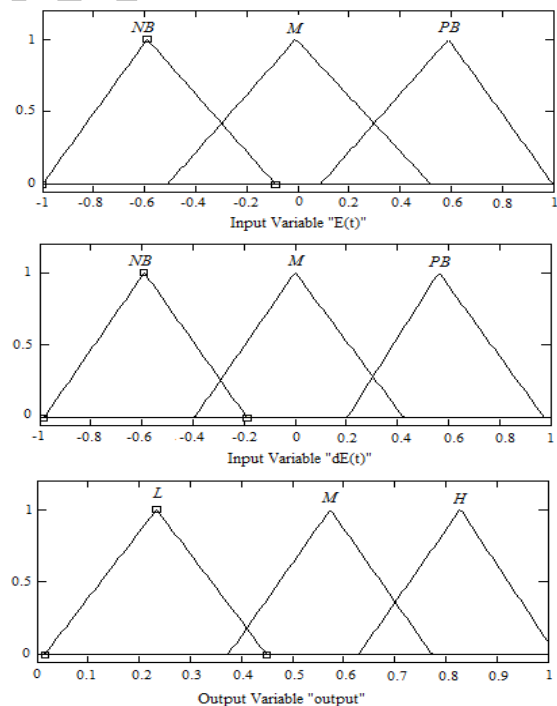 NB M PB
1
0.5
0
-1 -0.8 -0.6 -0.4 -0.2 0 0.2 0.4 0.6 0.8 1
Input Variable "E(t)"
NB M PB
1
0.5
0
-1 -0.8 -0.6 -0.4 -0.2 0 0.2 0.4 0.6 0.8 1
Input Variable "dE(t)"
L M H
1
0.5
0
0 0.1 0.2 0.3 0.4 0.5 0.6 0.7 0.8 0.9 1
Output Variable "output"